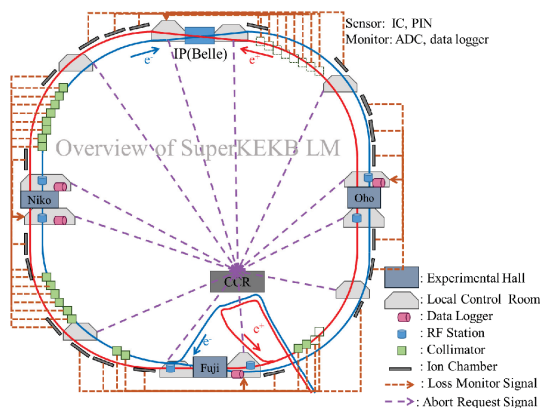 Sensor: IC, PIN
Monitor: ADC, data logger
IP(Belle)
e⁻
e⁻
Overview of SuperKEKB LM
Niko
Oho
CCR
e⁺
e⁻
Fuji
: Experimental Hall
: Local Control Room
: Data Logger
: RF Station
: Collimator
: Ion Chamber
: Loss Monitor Signal
: Abort Request Signal